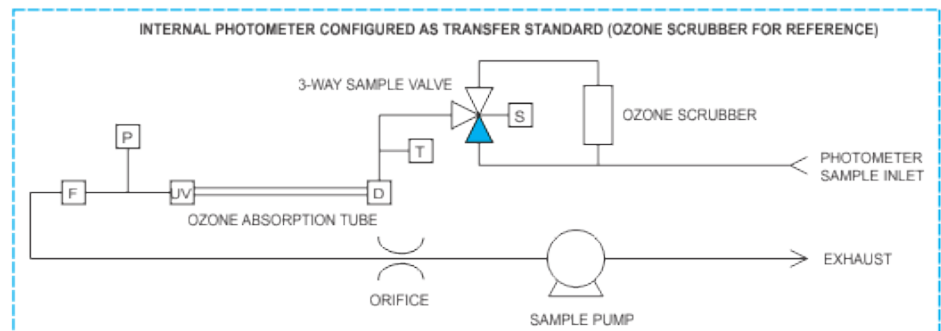 INTERNAL PHOTOMETER CONFIGURED AS TRANSFER STANDARD (OZONE SCRUBBER FOR REFERENCE)
3-WAY SAMPLE VALVE
S
OZONE SCRUBBER
P
T
PHOTOMETER
SAMPLE INLET
F
UV
D
OZONE ABSORPTION TUBE
EXHAUST
ORIFICE
SAMPLE PUMP